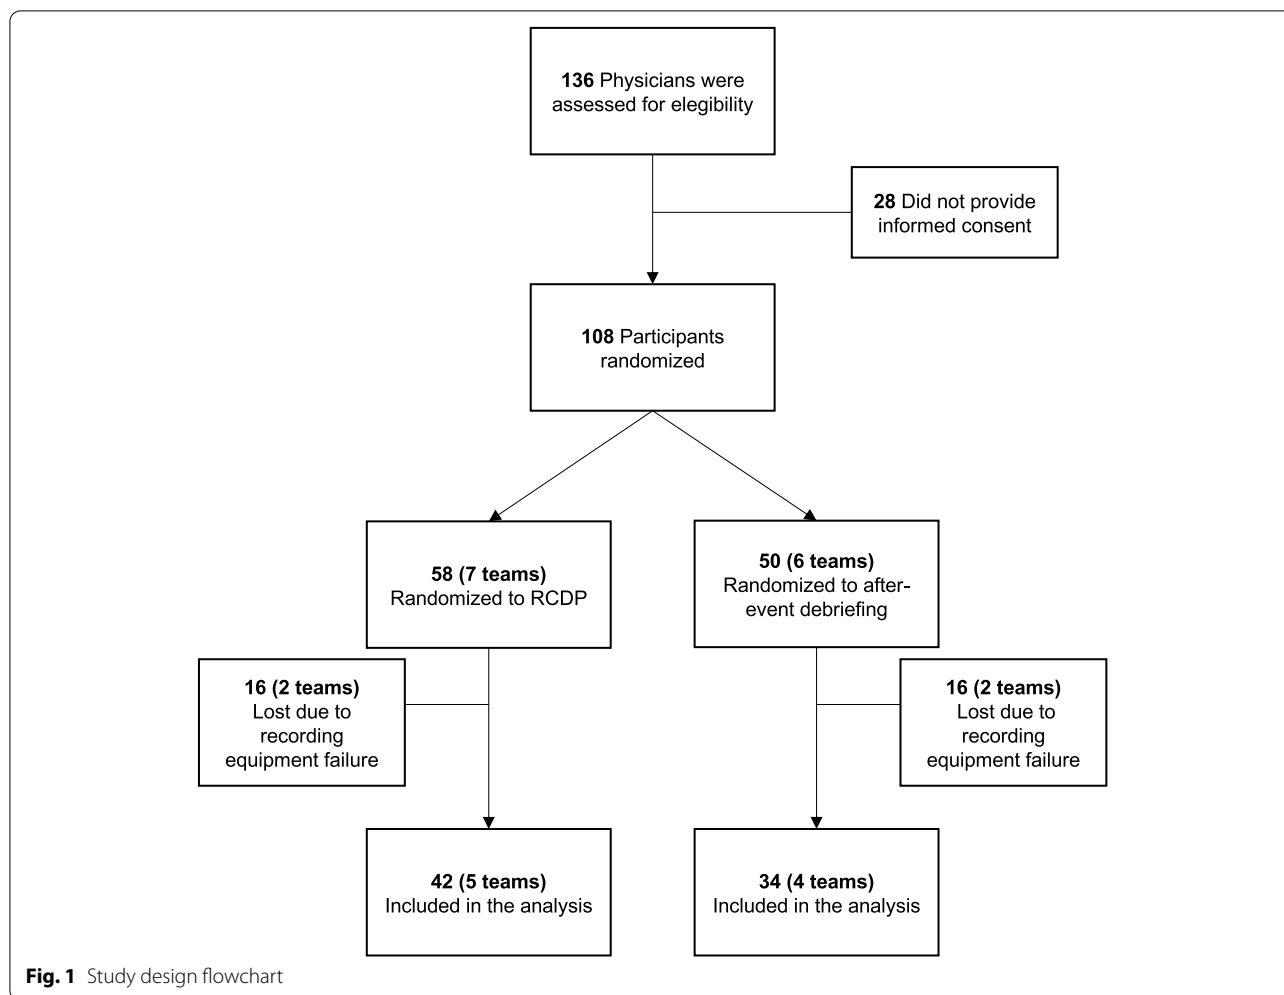 136 Physicians were
assessed for elegibility
28 Did not provide
informed consent
108 Participants
randomized
58 (7 teams)
Randomized to RCDP
50 (6 teams)
Randomized to after-
event debriefing
16 (2 teams)
Lost due to
recording
equipment failure
16 (2 teams)
Lost due to
recording
equipment failure
42 (5 teams)
Included in the analysis
34 (4 teams)
Included in the analysis
Fig. 1 Study design flowchart